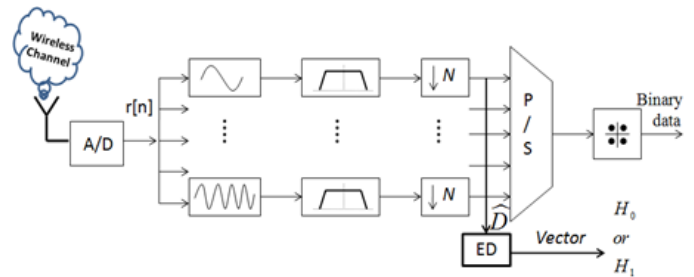 Wireless
Channel
r[n]
A/D
↓ N
↓ N
P
/
S
Binary
data
D̂
ED
Vector
H₀
or
H₁